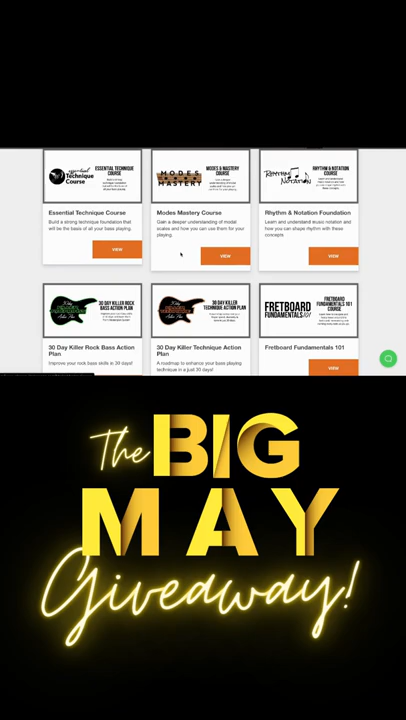 essential
Technique
Course
ESSENTIAL TECHNIQUE
COURSE
MODES
MASTERY
MODES & MASTERY
COURSE
Rhythm
Notation
RHYTHM & NOTATION
COURSE
Essential Technique Course
Build a strong technique foundation that
will be the basis of all your bass playing.
VIEW
Modes Mastery Course
Gain a deeper understanding of modal
scales and how you can use them for your
playing.
VIEW
Rhythm & Notation Foundation
Learn and understand music notation and
how you can shape rhythm with these
concepts
VIEW
30 DAY KILLER ROCK
BASS ACTION PLAN
30 DAY KILLER
TECHNIQUE ACTION PLAN
FRETBOARD
FUNDAMENTALS101
FRETBOARD
FUNDAMENTALS 101
COURSE
30 Day Killer Rock Bass Action
Plan
Improve your rock bass skills in 30 days!
30 Day Killer Technique Action
Plan
A roadmap to enhance your bass playing
technique in a just 30 days!
Fretboard Fundamentals 101
VIEW
The BIG
MAY
Giveaway!